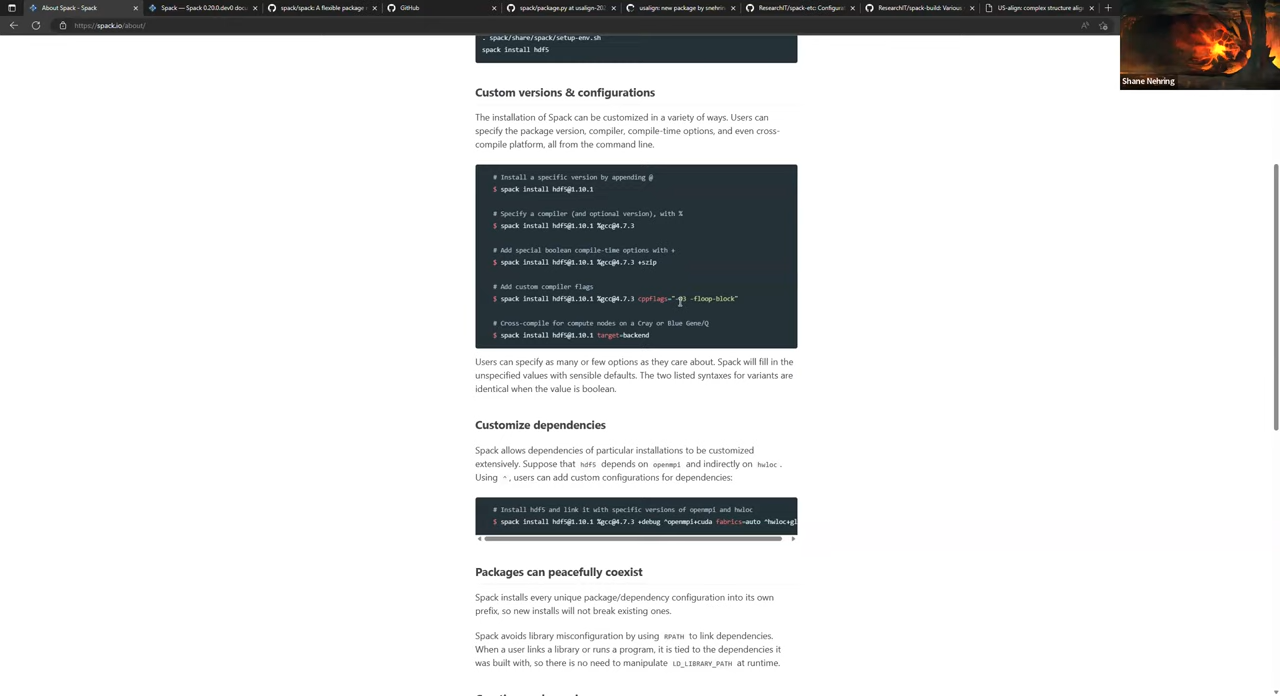 About Spack - Spack
Spack — Spack 0.20.0.dev0 docum
spack/spack: A flexible package
GitHub
spack/package.py at usalign-202
usalign: new package by snehrin
ResearchIT/spack-etc: Configura
ResearchIT/spack-build: Various
US-align: complex structure align
https://spack.io/about/
Shane Nehring
. spack/share/spack/setup-env.sh
spack install hdf5
Custom versions & configurations
The installation of Spack can be customized in a variety of ways. Users can
specify the package version, compiler, compile-time options, and even cross-
compile platform, all from the command line.
# Install a specific version by appending @
$ spack install hdf5@1.10.1
# Specify a compiler (and optional version), with %
$ spack install hdf5@1.10.1 %gcc@4.7.3
# Add special boolean compile-time options with +
$ spack install hdf5@1.10.1 %gcc@4.7.3 +szip
# Add custom compiler flags
$ spack install hdf5@1.10.1 %gcc@4.7.3 cppflags="-O3 -floop-block"
# Cross-compile for compute nodes on a Cray or Blue Gene/Q
$ spack install hdf5@1.10.1 target=backend
Users can specify as many or few options as they care about. Spack will fill in the
unspecified values with sensible defaults. The two listed syntaxes for variants are
identical when the value is boolean.
Customize dependencies
Spack allows dependencies of particular installations to be customized
extensively. Suppose that hdf5 depends on openmpi and indirectly on hwloc.
Using ^, users can add custom configurations for dependencies:
# Install hdf5 and link it with specific versions of openmpi and hwloc
$ spack install hdf5@1.10.1 %gcc@4.7.3 +debug ^openmpi+cuda fabrics=auto ^hwloc+gl
Packages can peacefully coexist
Spack installs every unique package/dependency configuration into its own
prefix, so new installs will not break existing ones.
Spack avoids library misconfiguration by using RPATH to link dependencies.
When a user links a library or runs a program, it is tied to the dependencies it
was built with, so there is no need to manipulate LD_LIBRARY_PATH at runtime.